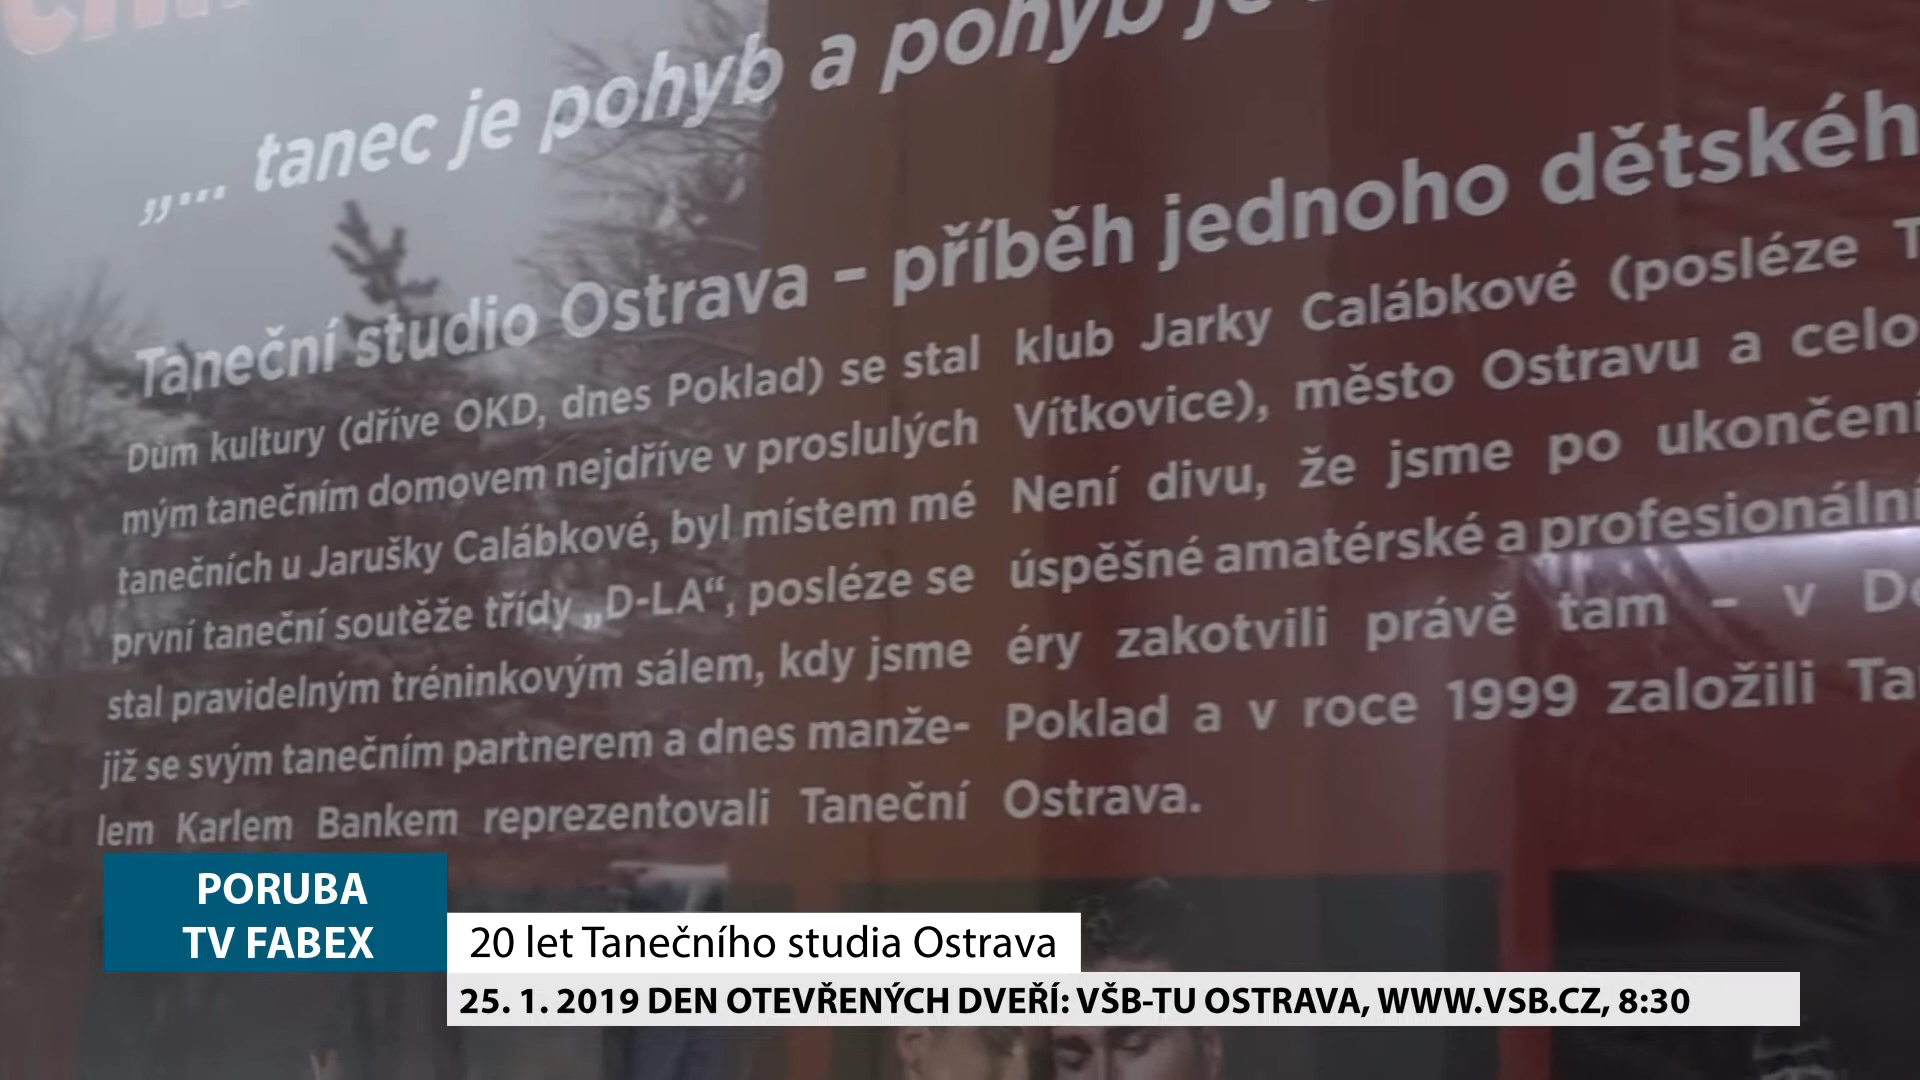 „... tanec je pohyb a pohyb je
Taneční studio Ostrava – příběh jednoho dětskéh
Dům kultury (dříve OKD, dnes Poklad) se stal
mým tanečním domovem nejdříve v proslulých
tanečních u Jarušky Calábkové, byl místem mé
první taneční soutěže třídy „D-LA“, posléze se
stal pravidelným tréninkovým sálem, kdy jsme
již se svým tanečním partnerem a dnes manže-
lem Karlem Bankem reprezentovali Taneční
klub Jarky Calábkové (posléze T
Vítkovice), město Ostravu a celo
Není divu, že jsme po ukončení
úspěšné amatérské a profesionální
éry zakotvili právě tam – v Do
Poklad a v roce 1999 založili Ta
Ostrava.
PORUBA
TV FABEX
20 let Tanečního studia Ostrava
25. 1. 2019 DEN OTEVŘENÝCH DVEŘÍ: VŠB-TU OSTRAVA, WWW.VSB.CZ, 8:30